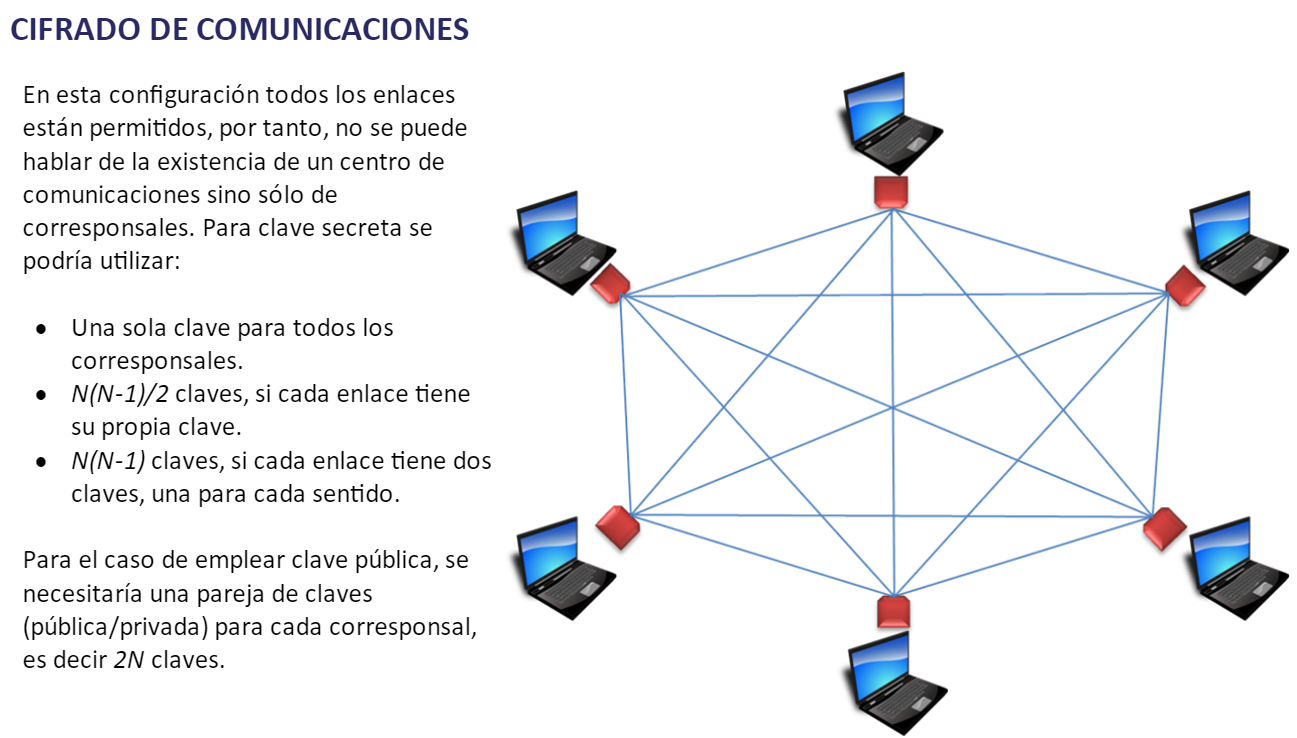 CIFRADO DE COMUNICACIONES
En esta configuración todos los enlaces
están permitidos, por tanto, no se puede
hablar de la existencia de un centro de
comunicaciones sino sólo de
corresponsales. Para clave secreta se
podría utilizar:
• Una sola clave para todos los
corresponsales.
• N(N-1)/2 claves, si cada enlace tiene
su propia clave.
• N(N-1) claves, si cada enlace tiene dos
claves, una para cada sentido.
Para el caso de emplear clave pública, se
necesitaría una pareja de claves
(pública/privada) para cada corresponsal,
es decir 2N claves.